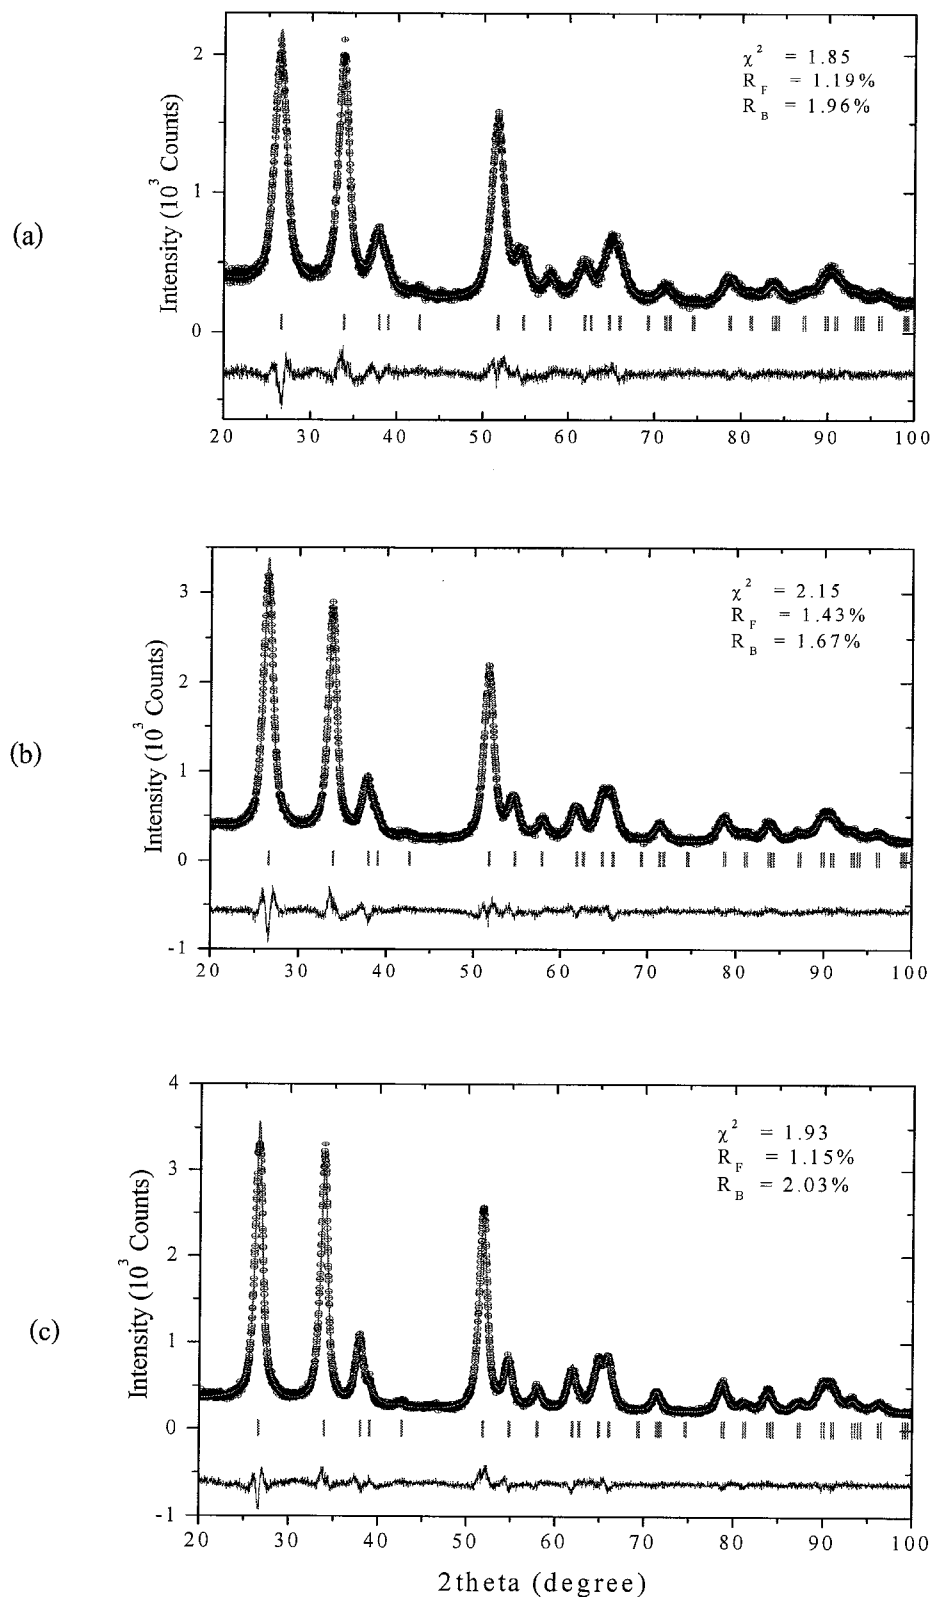 (a)
Intensity (10³ Counts)
2
1
0
χ² = 1.85
R_F = 1.19%
R_B = 1.96%
20 30 40 50 60 70 80 90 100
(b)
Intensity (10³ Counts)
3
2
1
0
-1
χ² = 2.15
R_F = 1.43%
R_B = 1.67%
20 30 40 50 60 70 80 90 100
(c)
Intensity (10³ Counts)
4
3
2
1
0
-1
χ² = 1.93
R_F = 1.15%
R_B = 2.03%
20 30 40 50 60 70 80 90 100
2theta (degree)